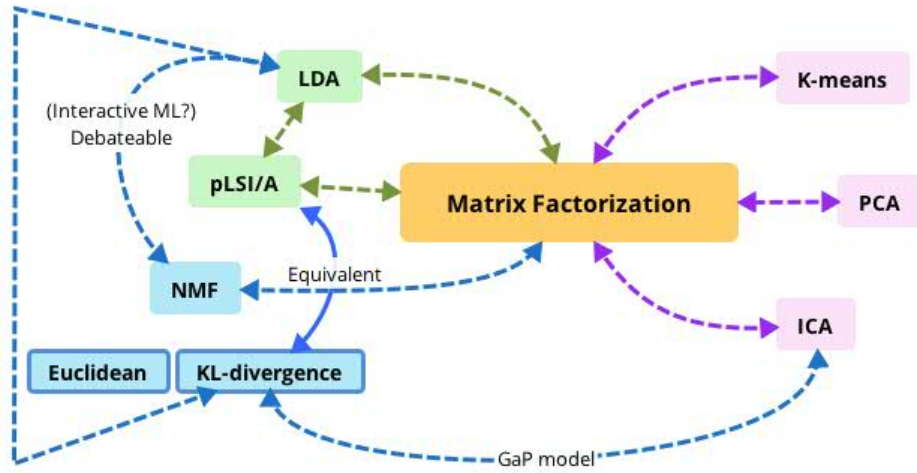 LDA
K-means
(Interactive ML?)
Debateable
pLSI/A
Matrix Factorization
PCA
NMF
Equivalent
ICA
Euclidean
KL-divergence
GaP model